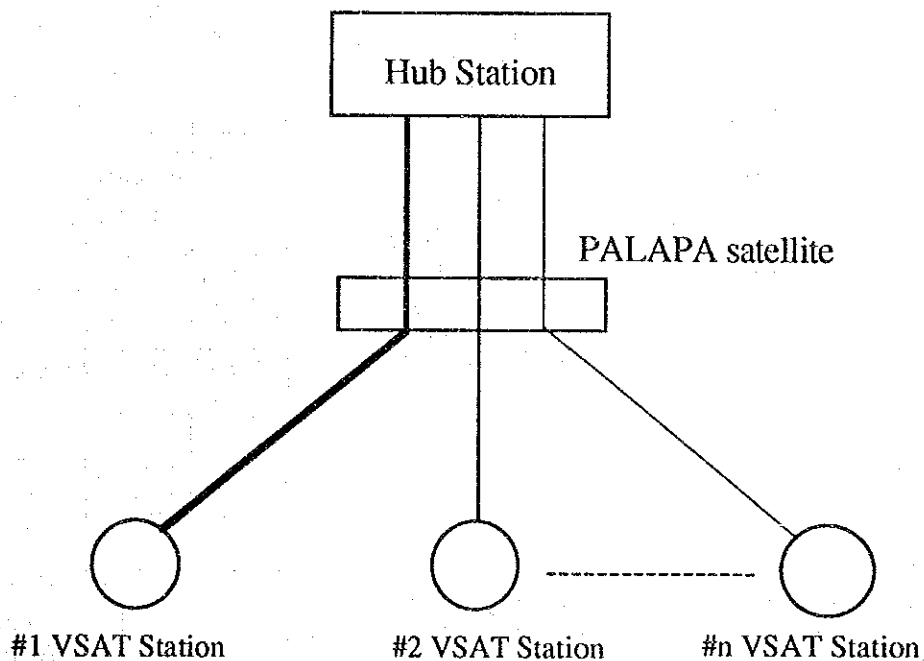 Hub Station
PALAPA satellite
#1 VSAT Station
#2 VSAT Station
#n VSAT Station